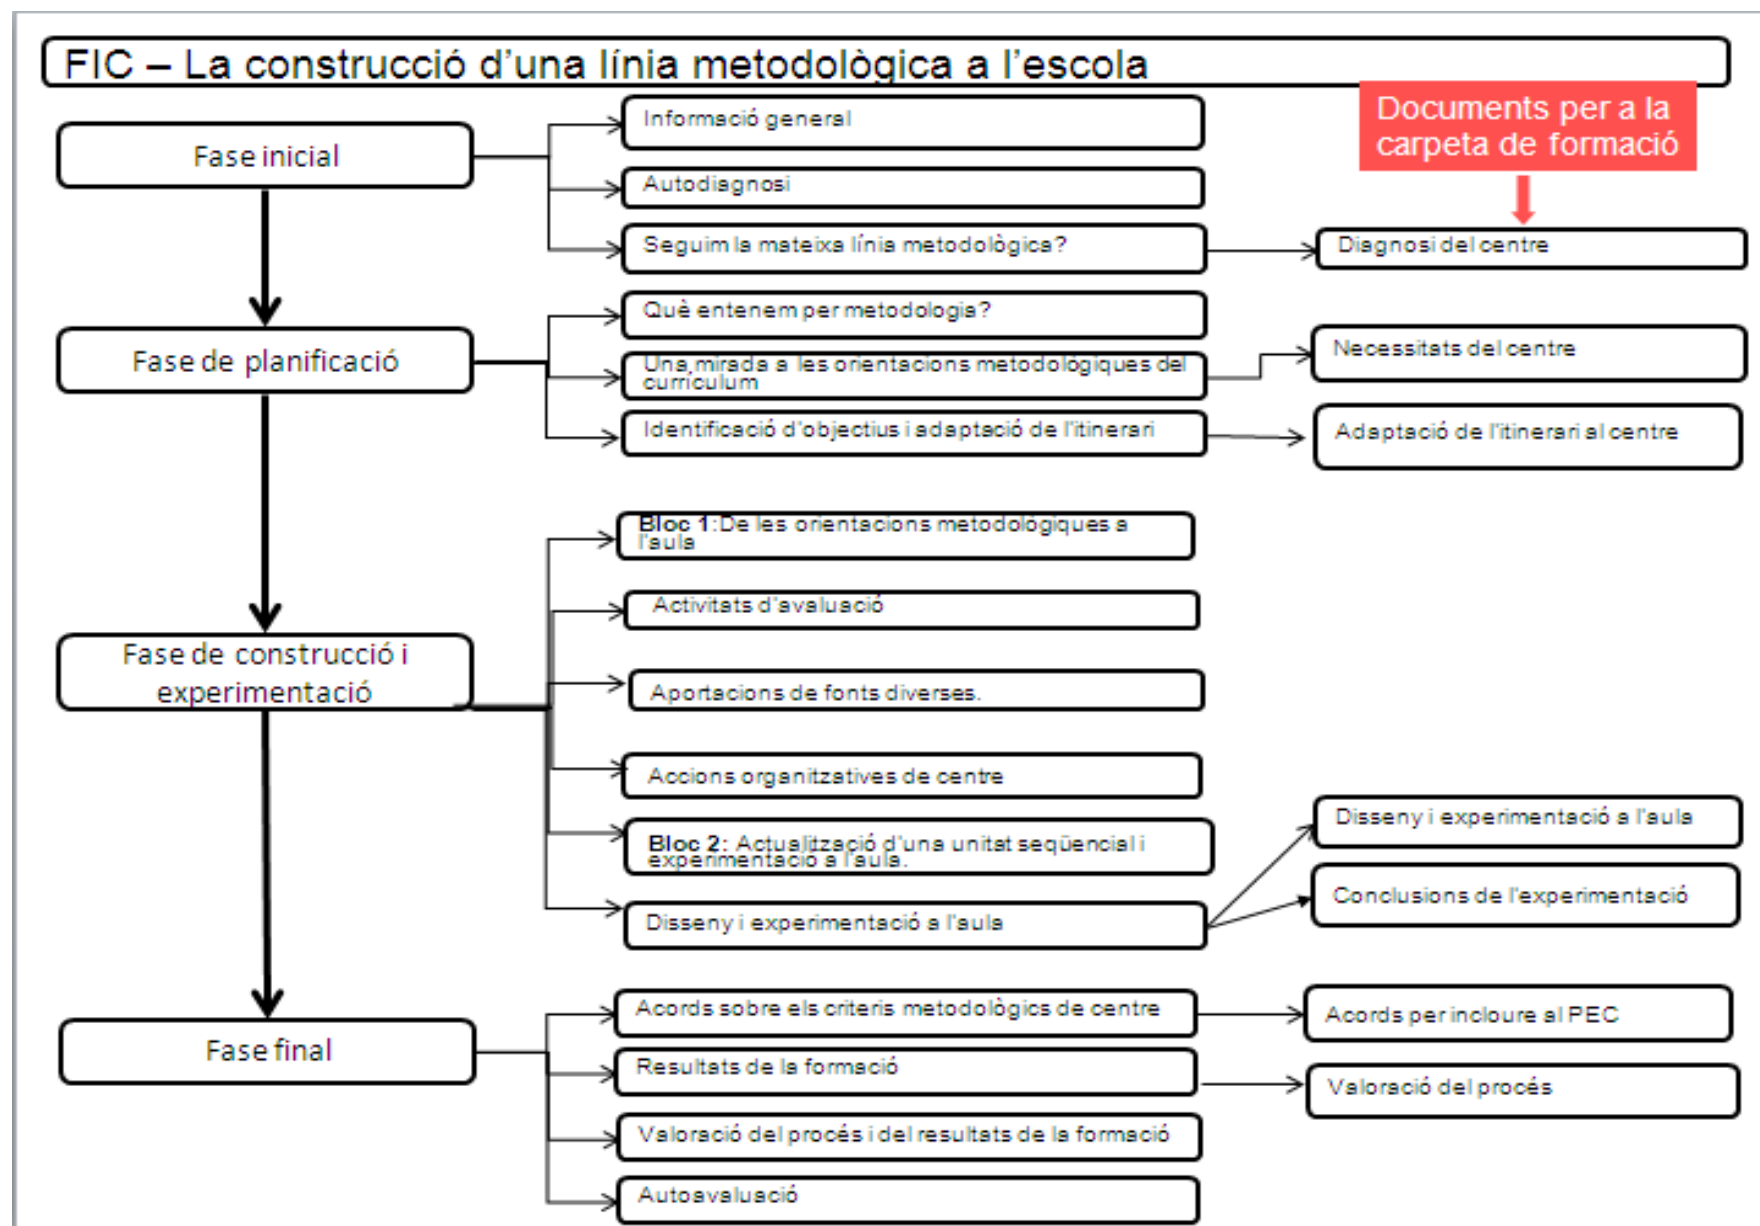 FIC – La construcció d'una línia metodològica a l'escola
Documents per a la
carpeta de formació
Fase inicial
Informació general
Autodiagnosi
Seguim la mateixa línia metodològica?
Diagnosi del centre
Fase de planificació
Què entenem per metodologia?
Una mirada a les orientacions metodològiques del
currículum
Necessitats del centre
Identificació d'objectius i adaptació de l'itinerari
Adaptació de l'itinerari al centre
Fase de construcció i
experimentació
Bloc 1:De les orientacions metodològiques a
l'aula
Activitats d'avaluació
Aportacions de fonts diverses.
Accions organitzatives de centre
Bloc 2: Actualització d'una unitat seqüencial i
experimentació a l'aula.
Disseny i experimentació a l'aula
Disseny i experimentació a l'aula
Conclusions de l'experimentació
Fase final
Acords sobre els criteris metodològics de centre
Acords per incloure al PEC
Resultats de la formació
Valoració del procés
Valoració del procés i del resultats de la formació
Autoavaluació